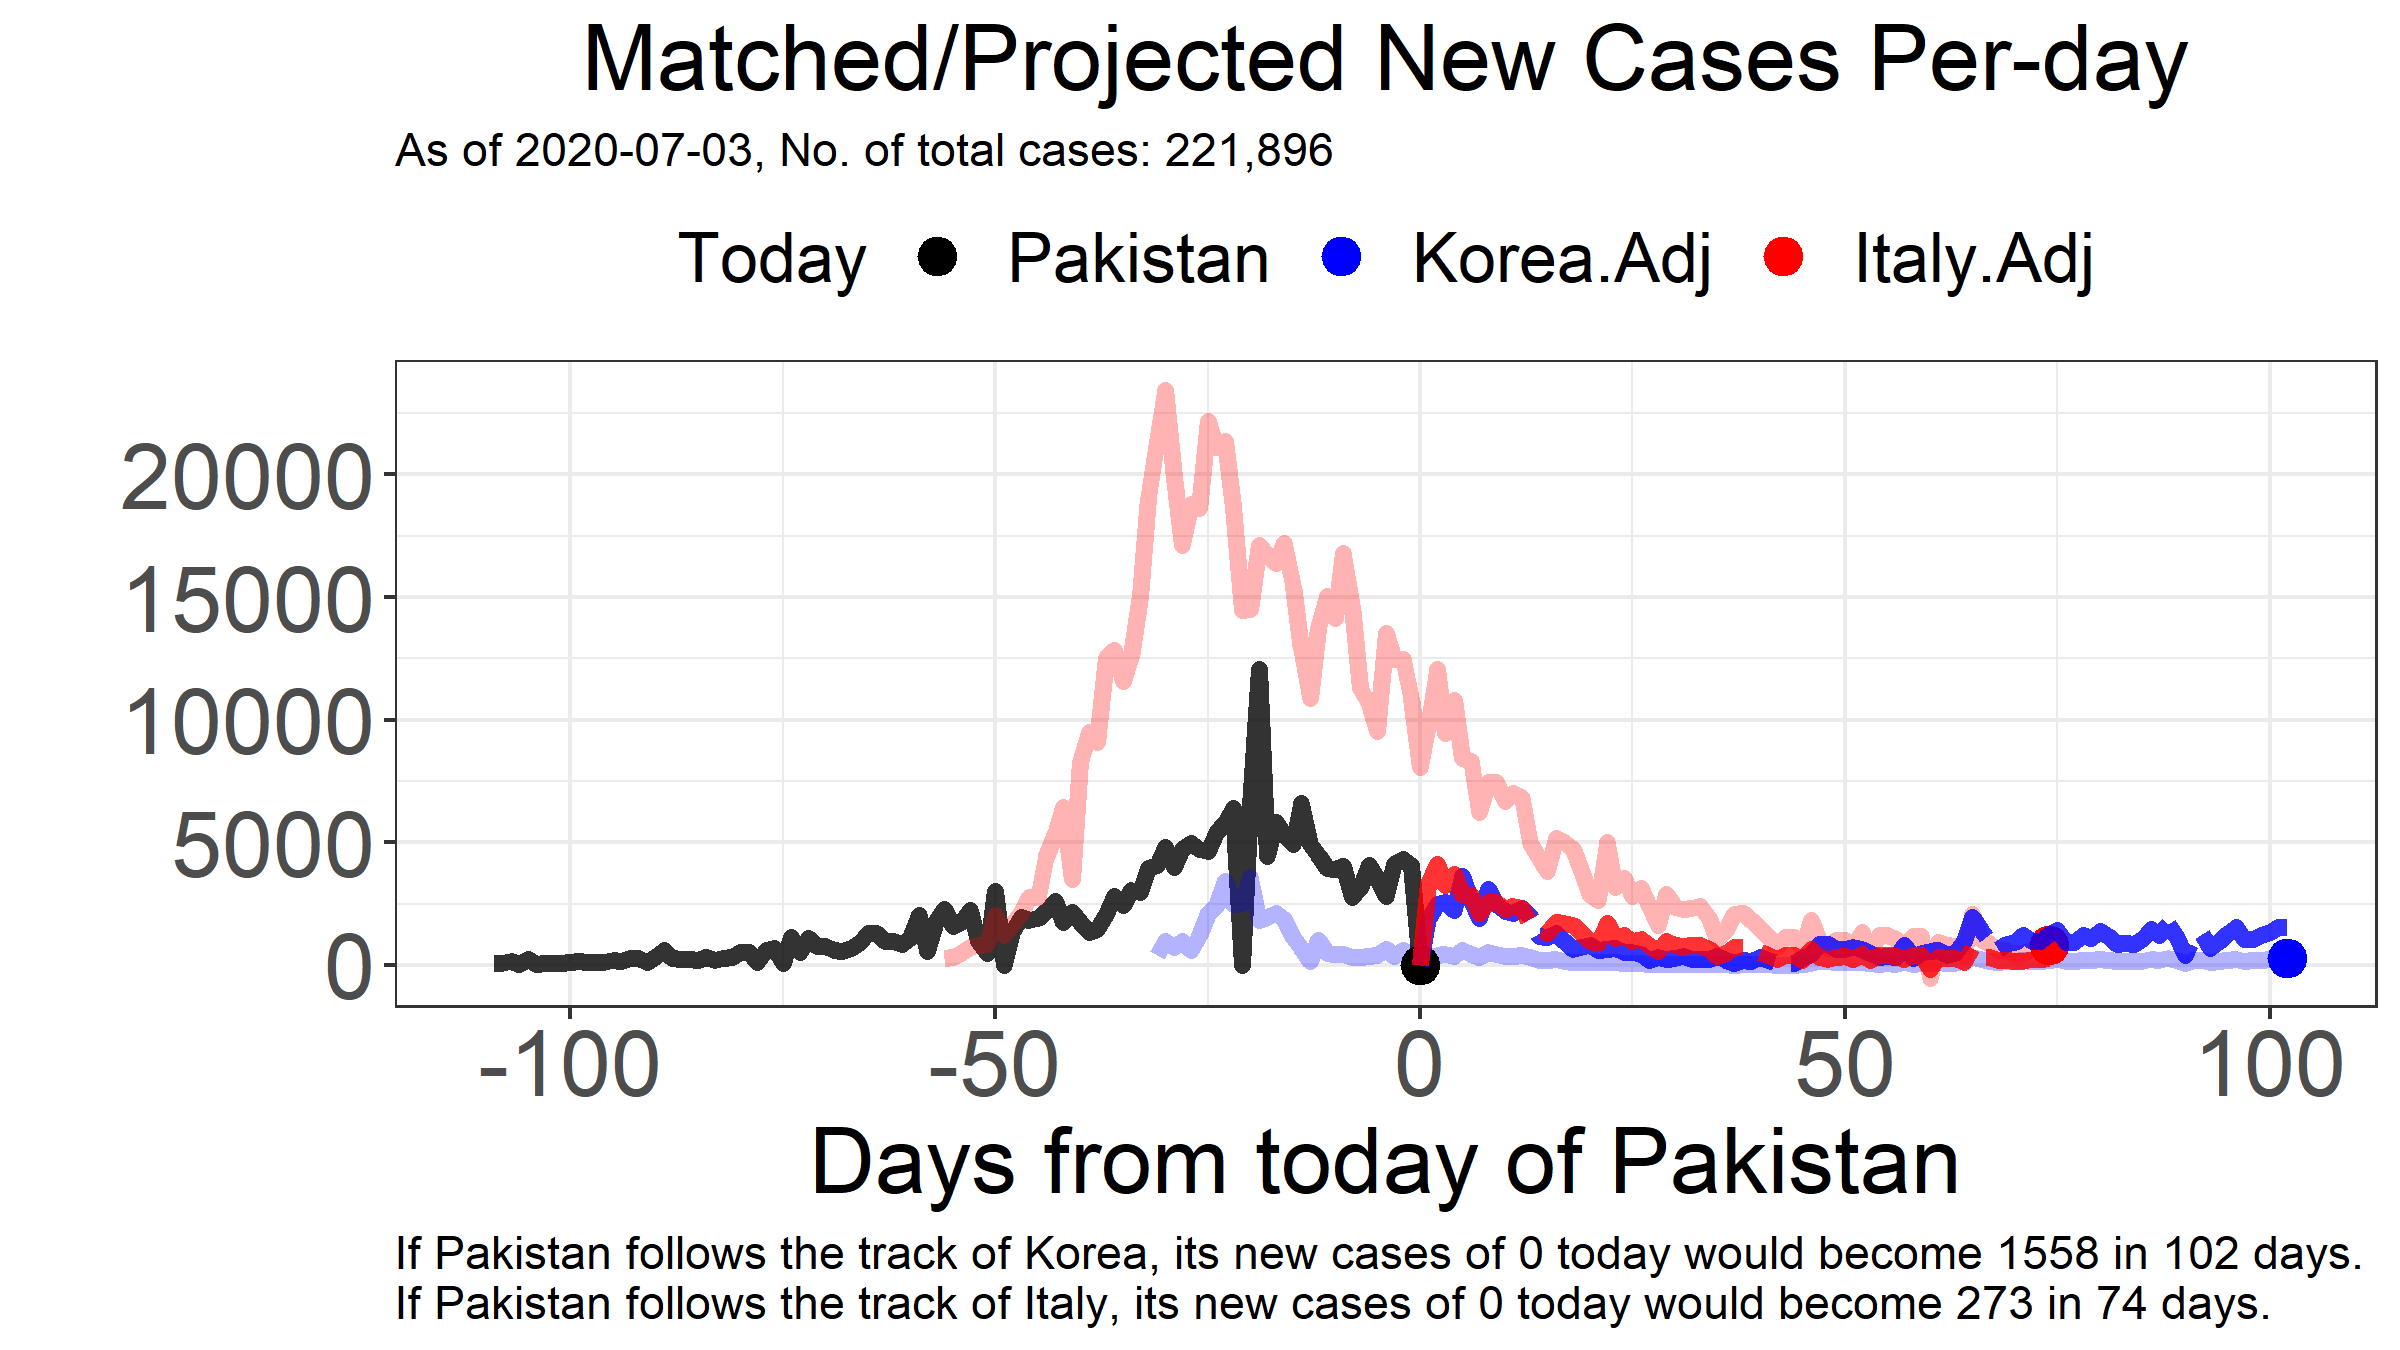 Matched/Projected New Cases Per-day
As of 2020-07-03, No. of total cases: 221,896
Today Pakistan Korea.Adj Italy.Adj
20000
15000
10000
5000
0
-100 -50 0 50 100
Days from today of Pakistan
If Pakistan follows the track of Korea, its new cases of 0 today would become 1558 in 102 days.
If Pakistan follows the track of Italy, its new cases of 0 today would become 273 in 74 days.